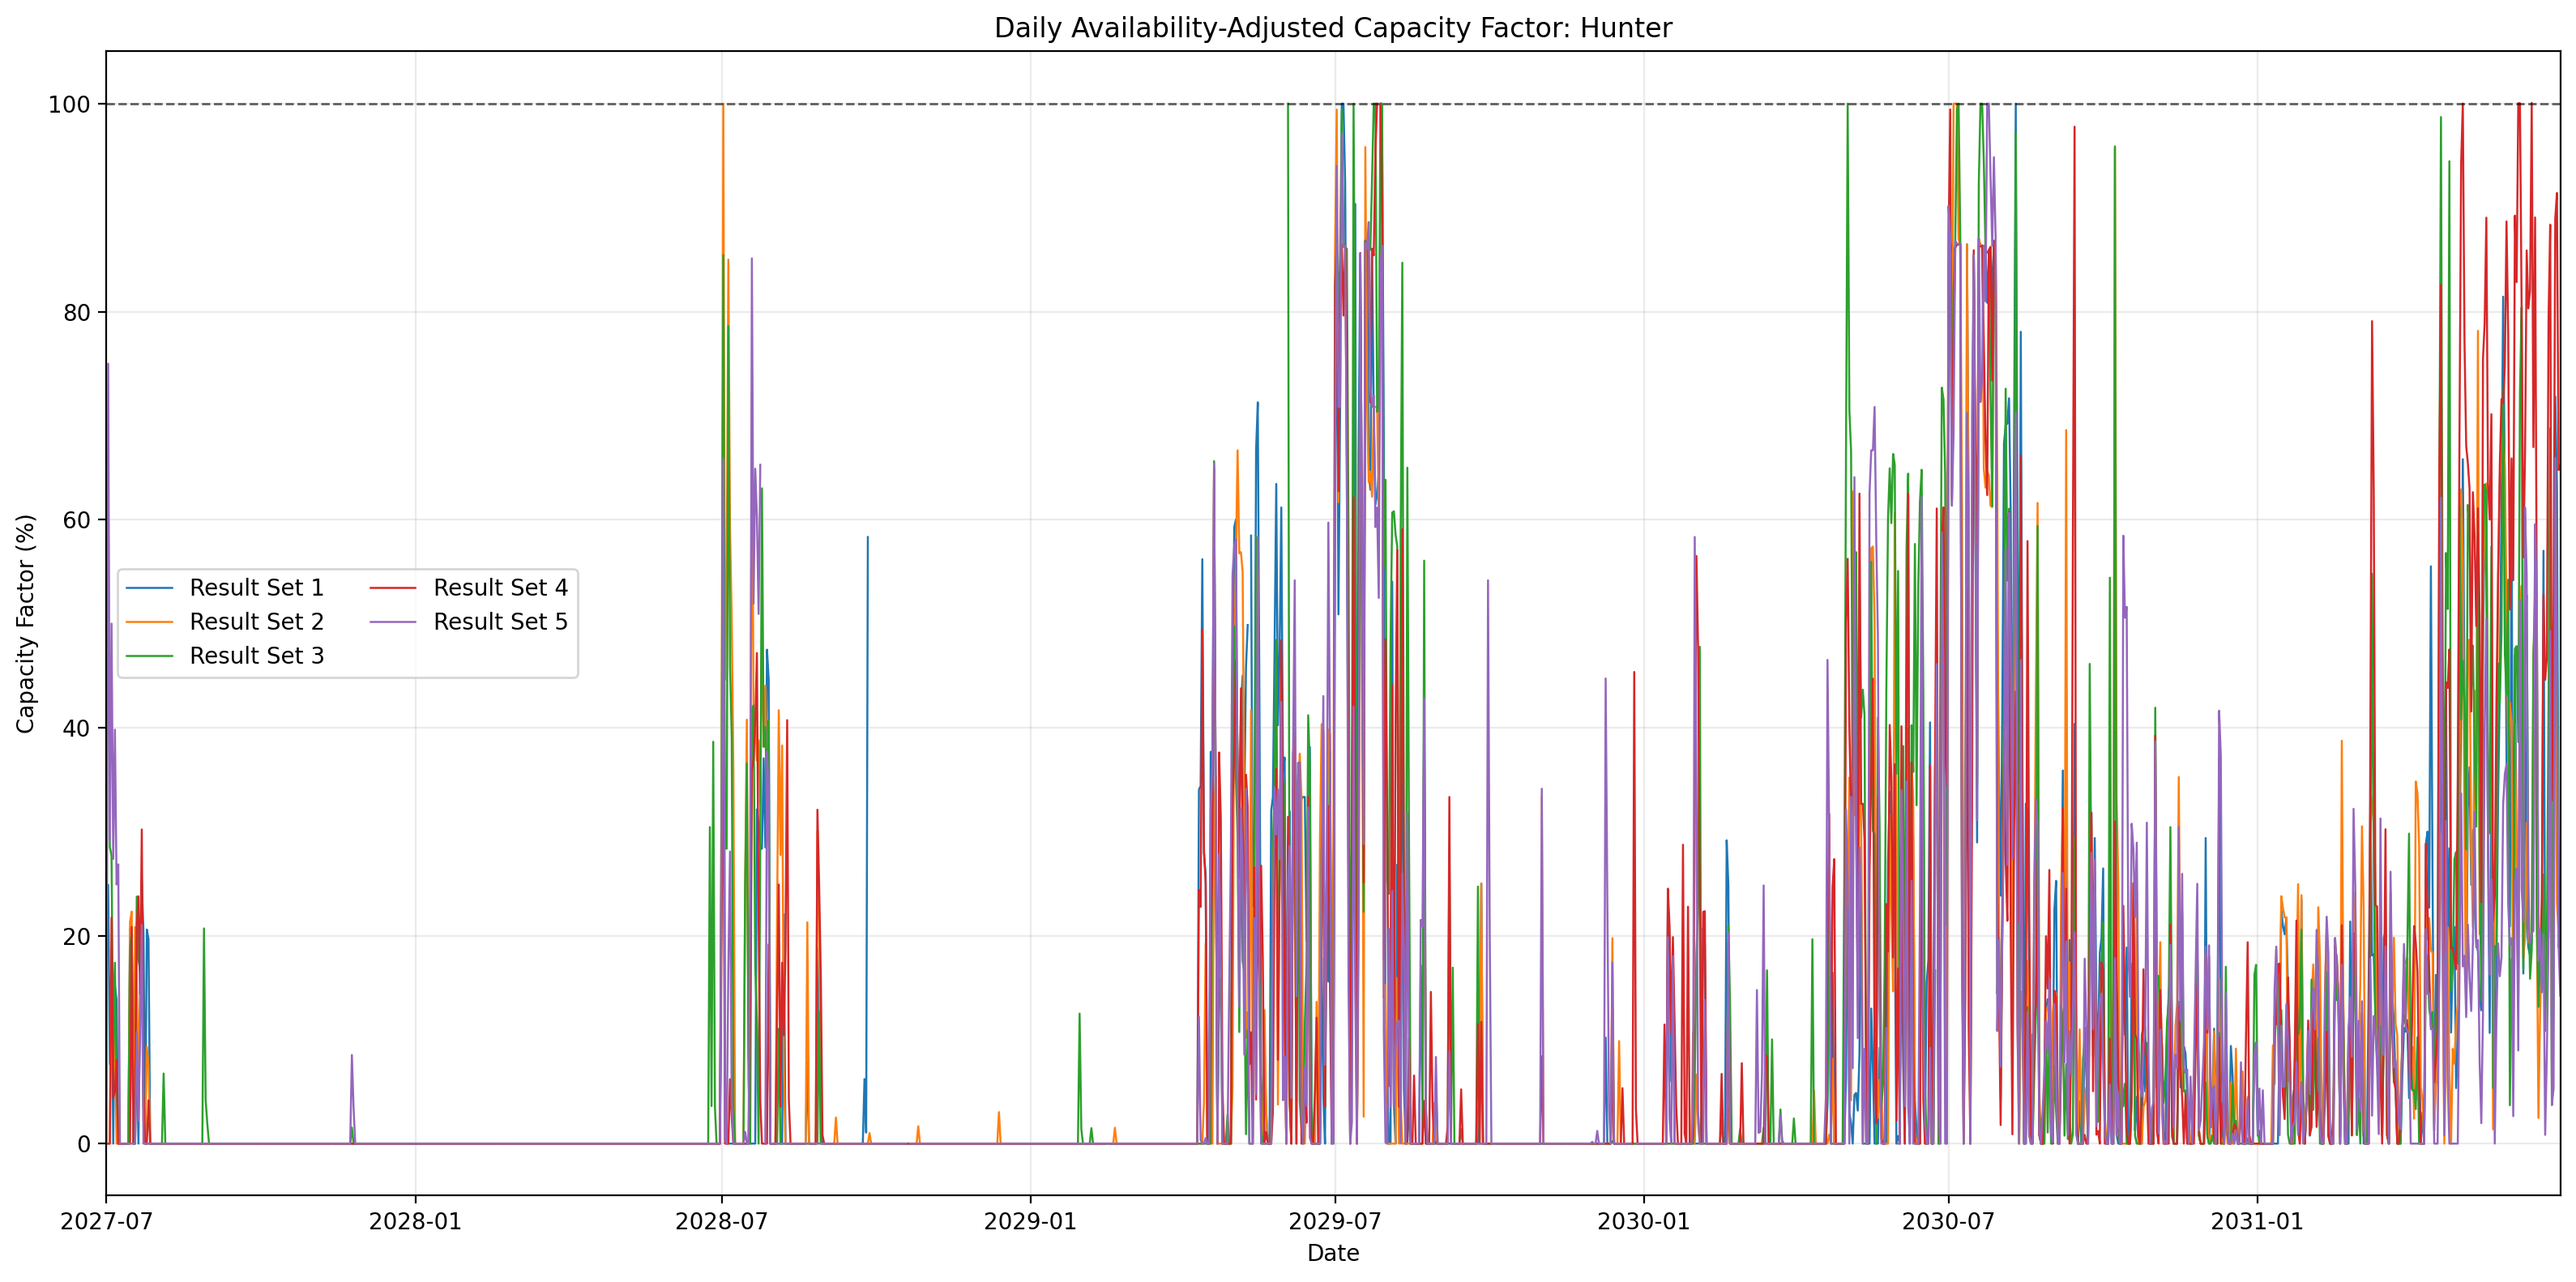 Daily Availability-Adjusted Capacity Factor: Hunter
Capacity Factor (%)
100
80
60
40
20
0
Result Set 1
Result Set 2
Result Set 3
Result Set 4
Result Set 5
2027-07
2028-01
2028-07
2029-01
2029-07
2030-01
2030-07
2031-01
Date